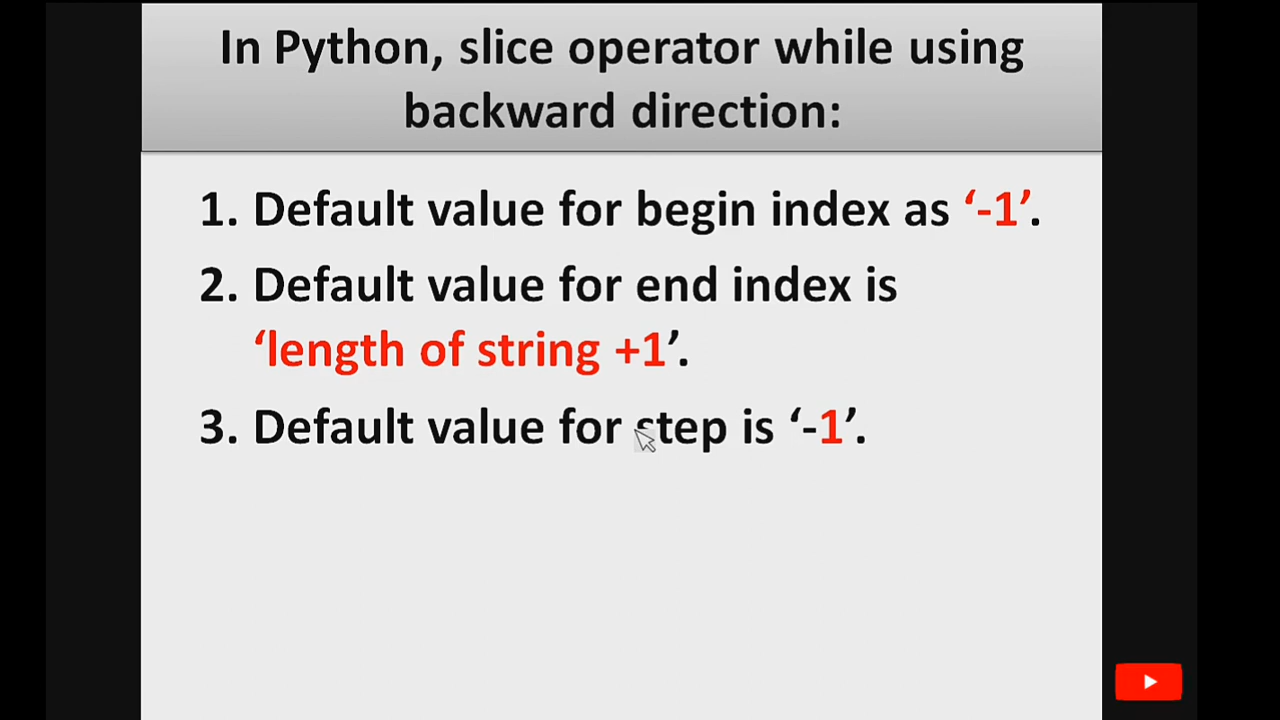 In Python, slice operator while using
backward direction:
1. Default value for begin index as ‘-1’.
2. Default value for end index is
‘length of string +1’.
3. Default value for step is ‘-1’.